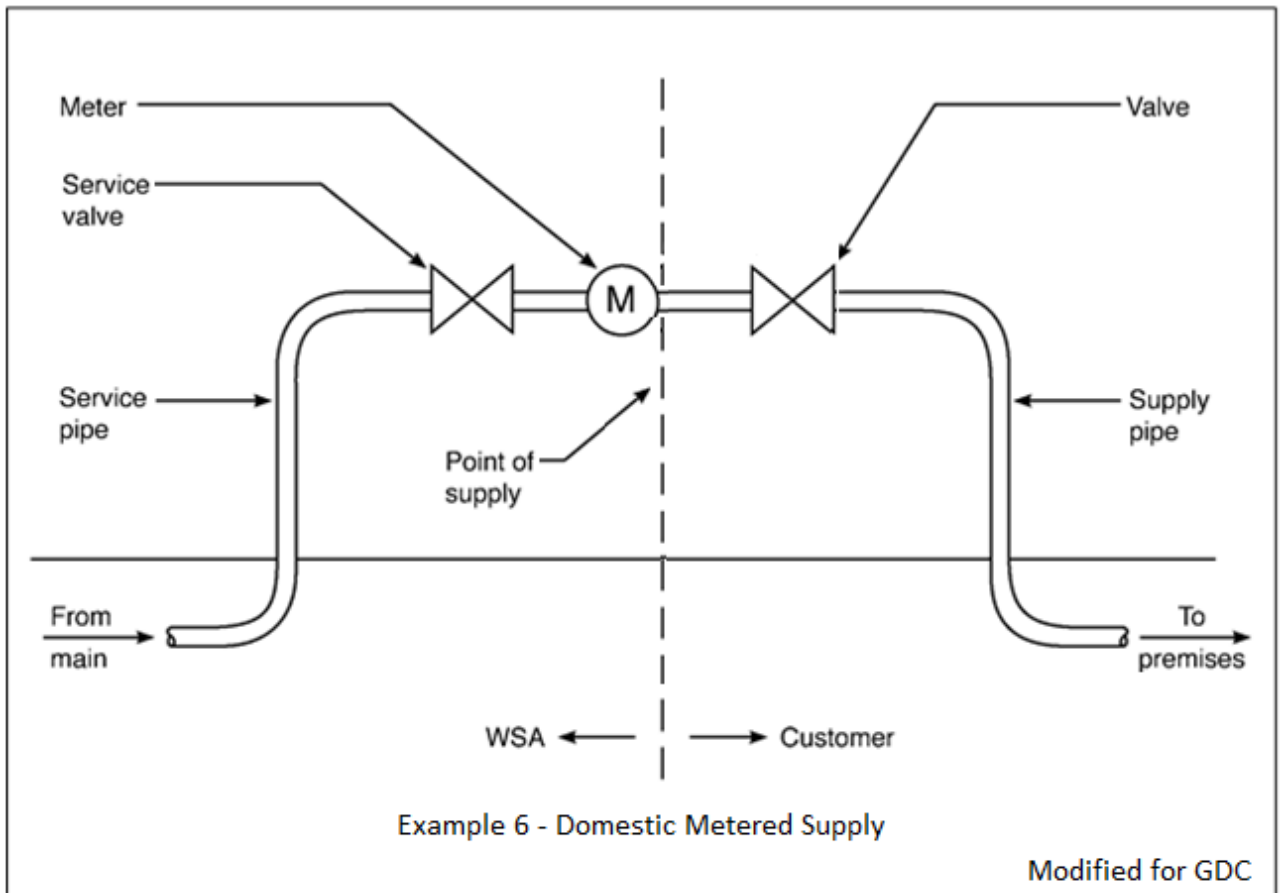 Meter
Valve
Service
valve
M
Service
pipe
Supply
pipe
Point of
supply
From
main
To
premises
WSA
Customer
Example 6 - Domestic Metered Supply
Modified for GDC